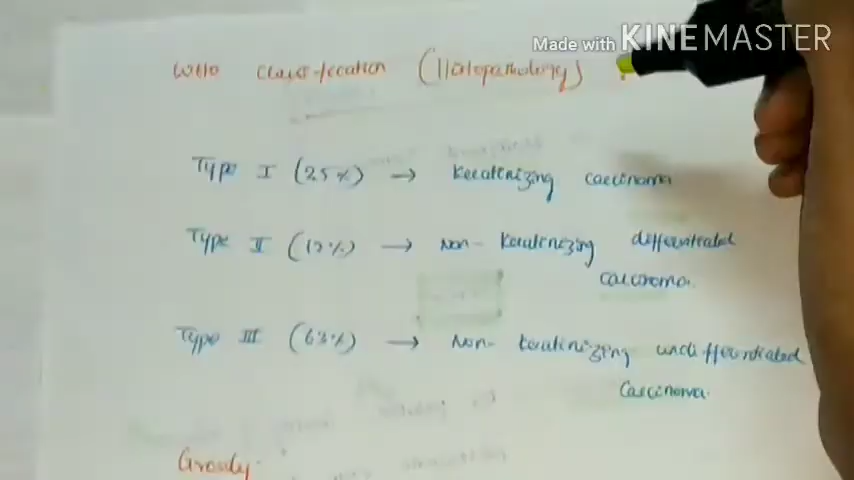 Made with KINEMASTER
WHO classification (Histopathology)
Type I (25%) → Keratinizing carcinoma
Type II (12%) → Non-Keratinizing differentiated
carcinoma.
Type III (63%) → Non-keratinizing undifferentiated
Carcinoma.
Grossly.